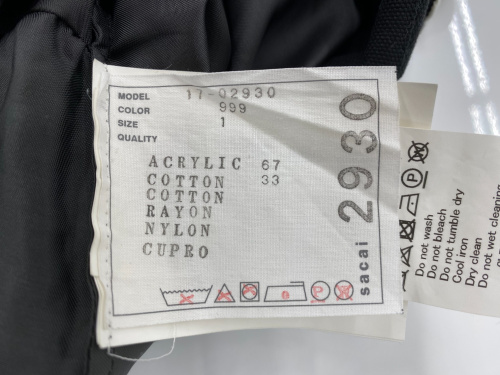 MODEL 17-02930
COLOR 999
SIZE 1
QUALITY
ACRYLIC 67
COTTON 33
COTTON
RAYON
NYLON
CUPRO
sacai 2930
Do not wash
Do not bleach
Do not tumble dry
Cool iron
Dry clean
Do not wet cleaning